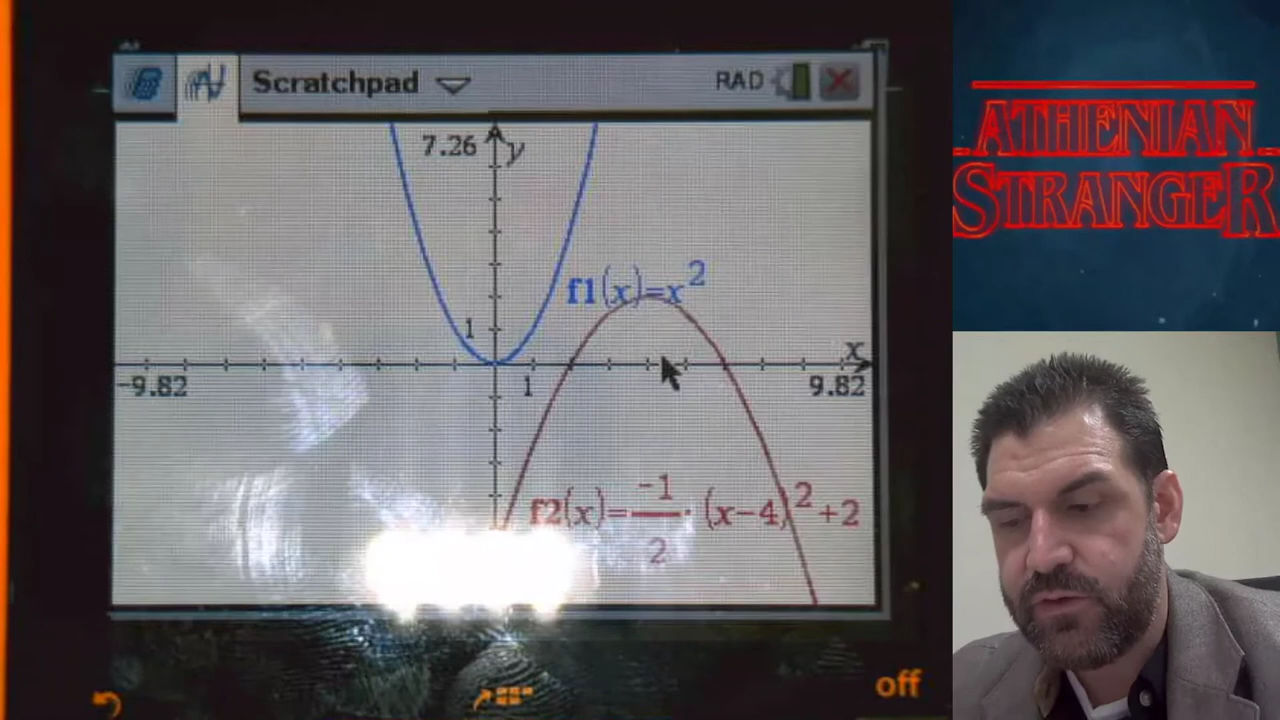 Scratchpad
RAD
7.26
y
f1(x)=x²
1
x
-9.82
1
9.82
f2(x)=-1/2·(x-4)²+2
off
ATHENIAN
STRANGER